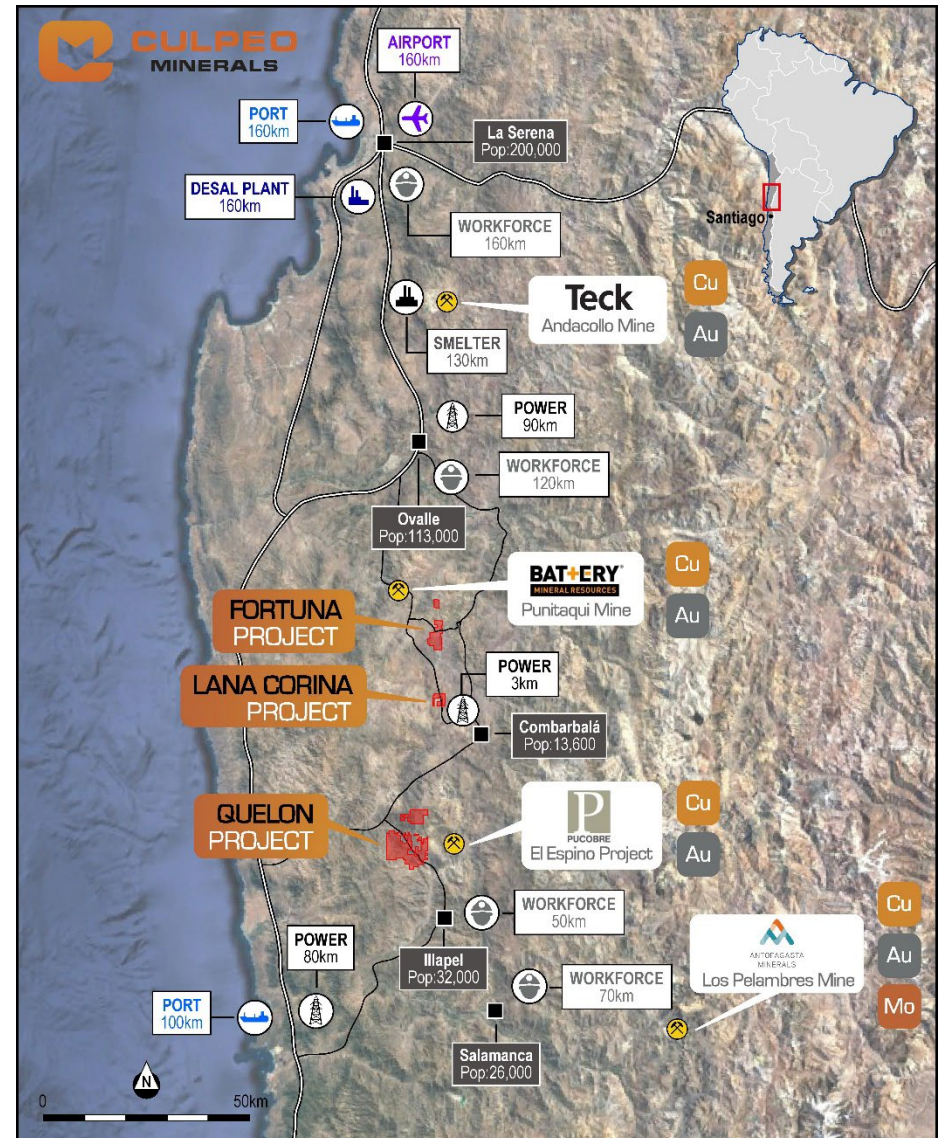 CULPEO
MINERALS
AIRPORT
160km
PORT
160km
La Serena
Pop:200,000
DESAL PLANT
160km
Santiago
WORKFORCE
160km
Teck
Andacollo Mine
Cu
Au
SMELTER
130km
POWER
90km
WORKFORCE
120km
Ovalle
Pop:113,000
BATTERY
MINERAL RESOURCES
Punitaqui Mine
Cu
Au
FORTUNA
PROJECT
POWER
3km
LANA CORINA
PROJECT
Combarbalá
Pop:13,600
QUELON
PROJECT
P
PUCOBRE
El Espino Project
Cu
Au
WORKFORCE
50km
POWER
80km
Illapel
Pop:32,000
ANTOFAGASTA
MINERALS
Los Pelambres Mine
Cu
Au
Mo
WORKFORCE
70km
PORT
100km
Salamanca
Pop:26,000
N
0 50km